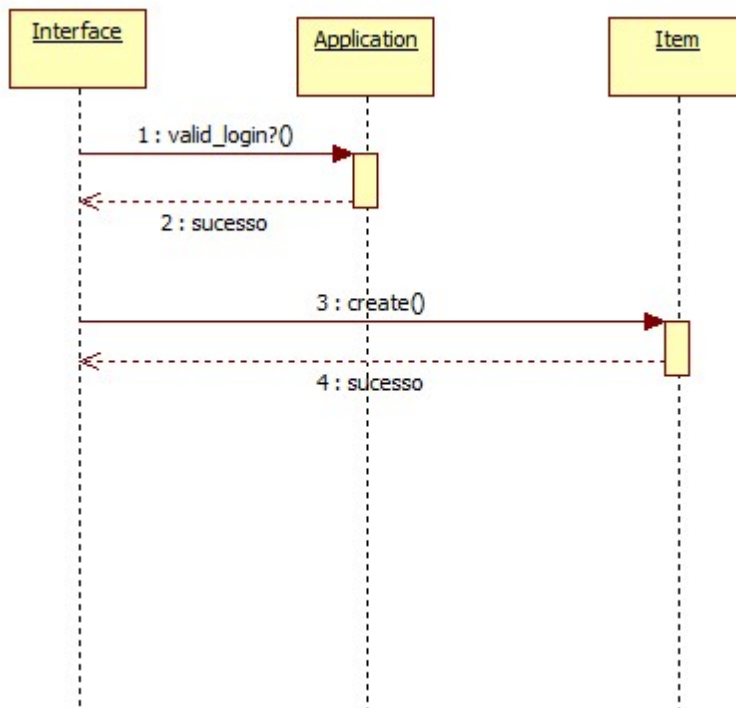 Interface
Application
Item
1 : valid_login?()
2 : sucesso
3 : create()
4 : sucesso